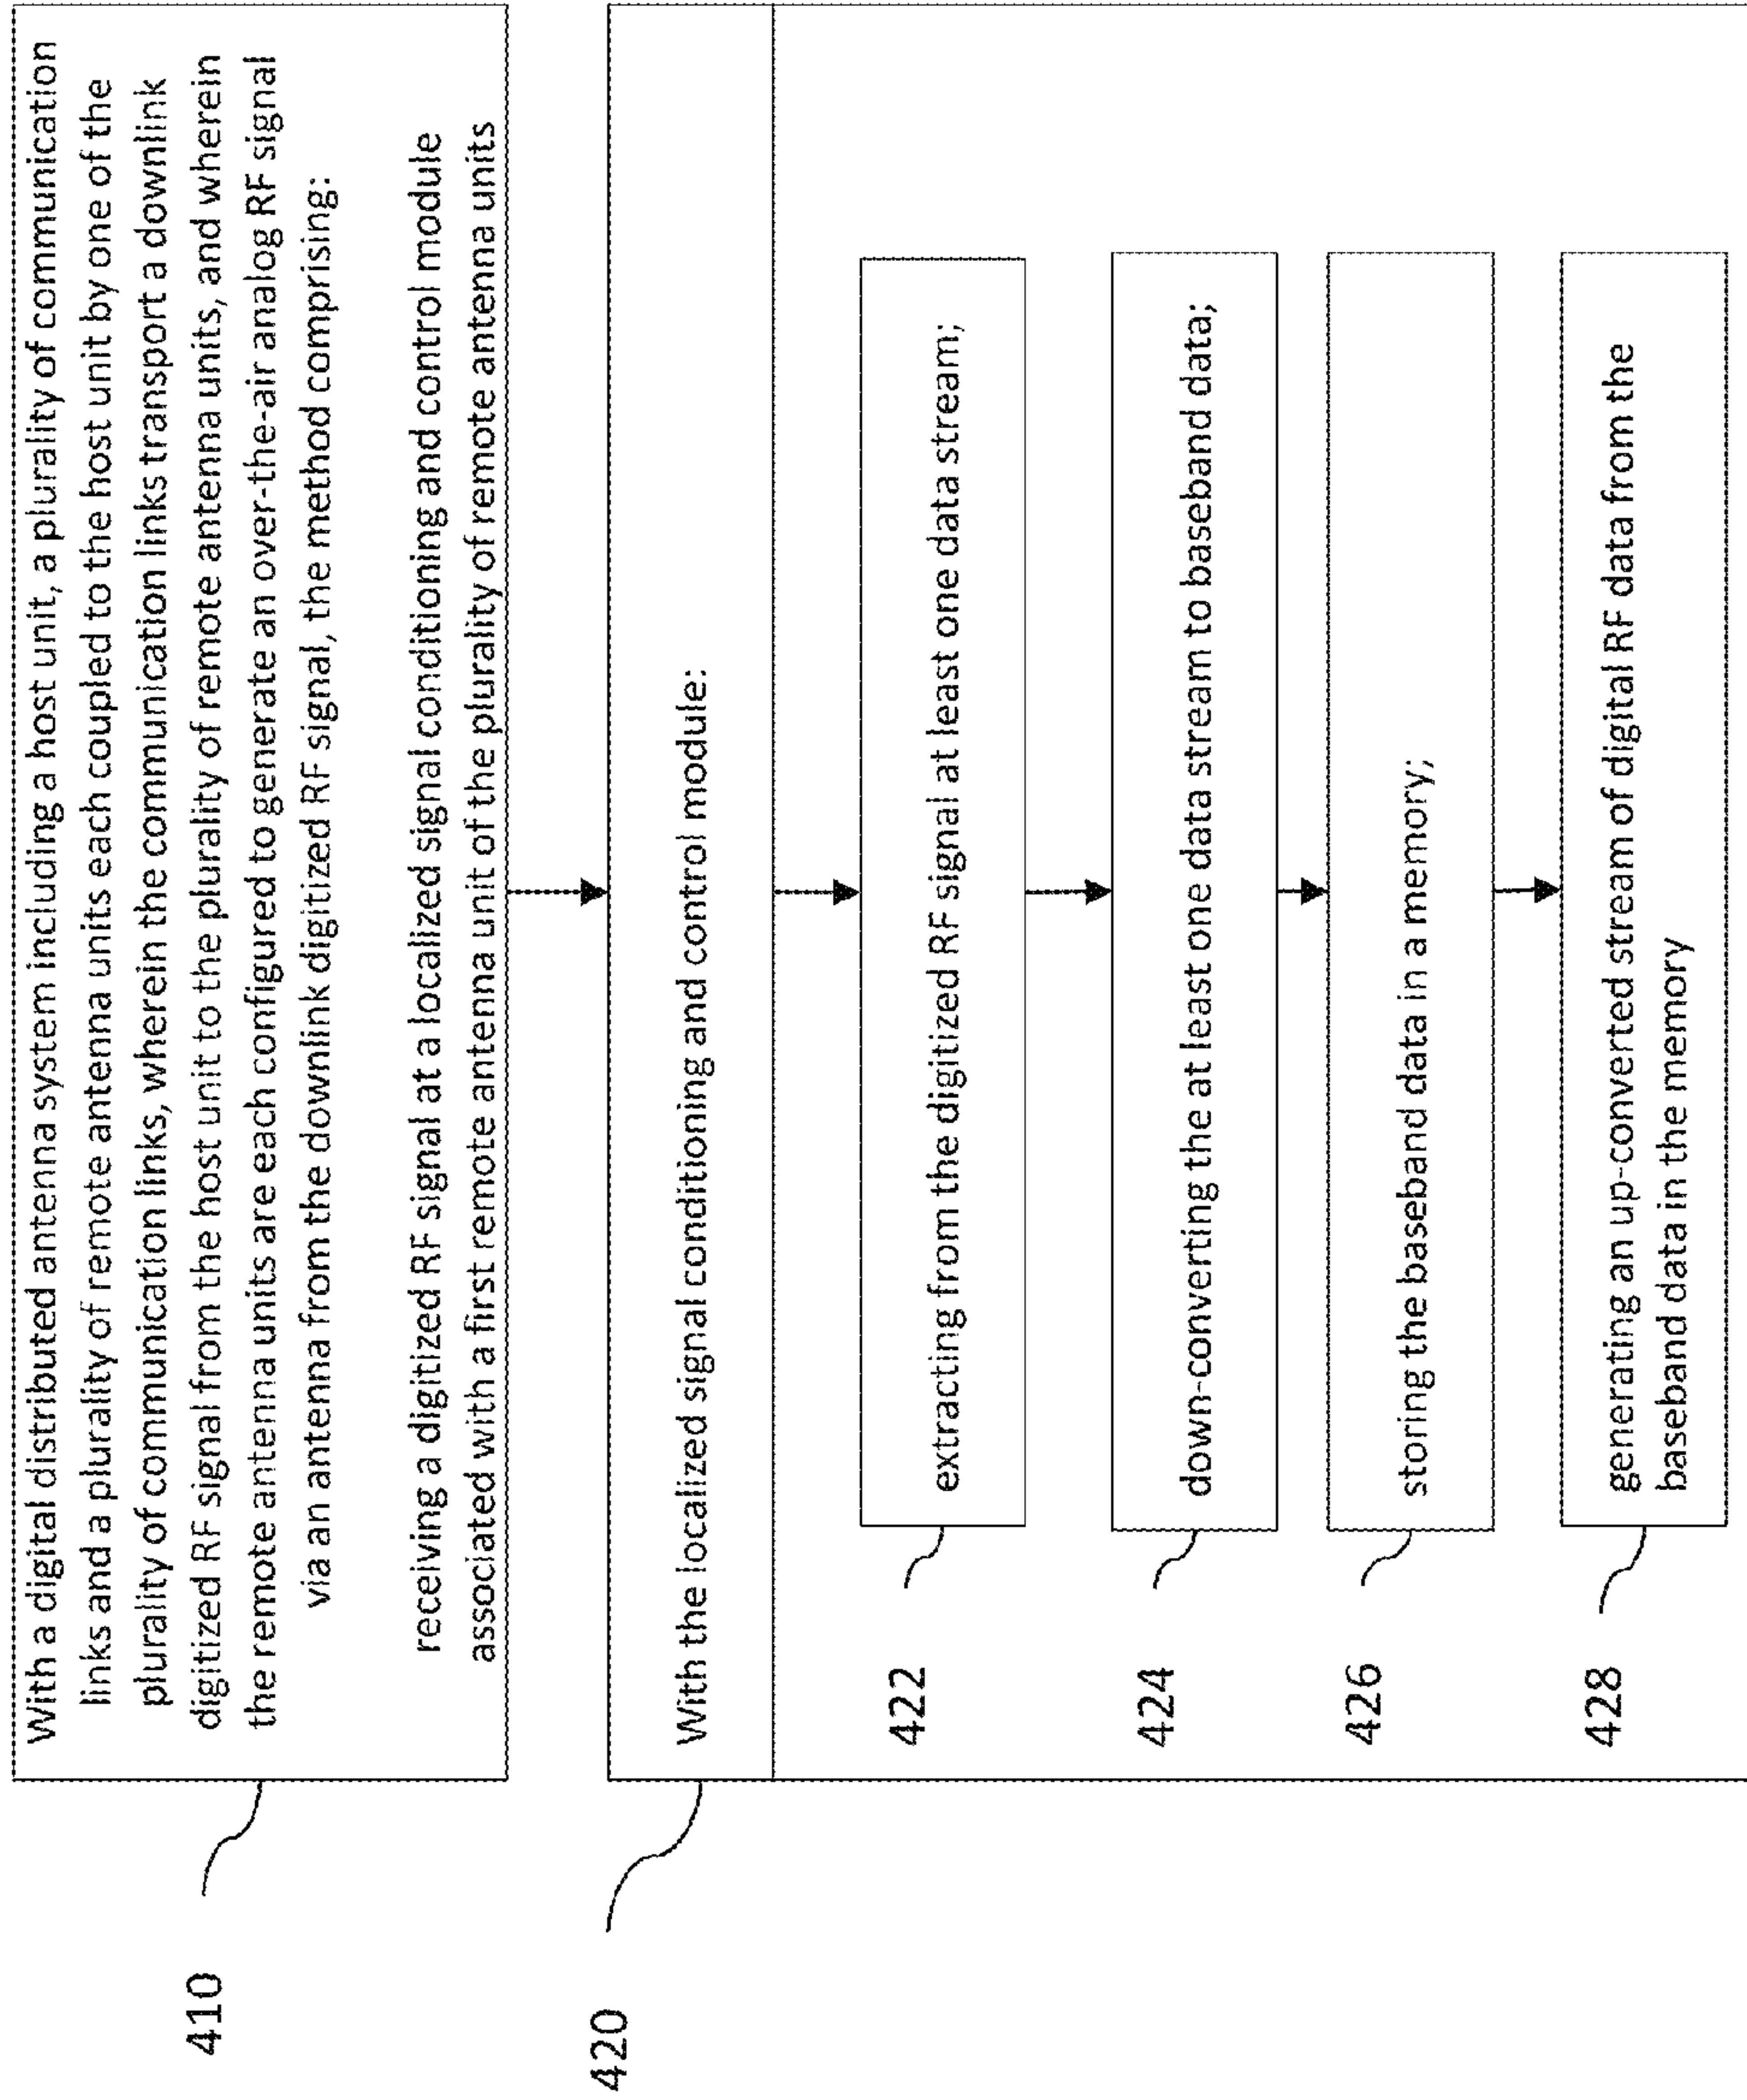 410
With a digital distributed antenna system including a host unit, a plurality of communication
links and a plurality of remote antenna units each coupled to the host unit by one of the
plurality of communication links, wherein the communication links transport a downlink
digitized RF signal from the host unit to the plurality of remote antenna units, and wherein
the remote antenna units are each configured to generate an over-the-air analog RF signal
via an antenna from the downlink digitized RF signal, the method comprising:
receiving a digitized RF signal at a localized signal conditioning and control module
associated with a first remote antenna unit of the plurality of remote antenna units
420
With the localized signal conditioning and control module:
422
extracting from the digitized RF signal at least one data stream;
424
down-converting the at least one data stream to baseband data;
426
storing the baseband data in a memory;
428
generating an up-converted stream of digital RF data from the
baseband data in the memory